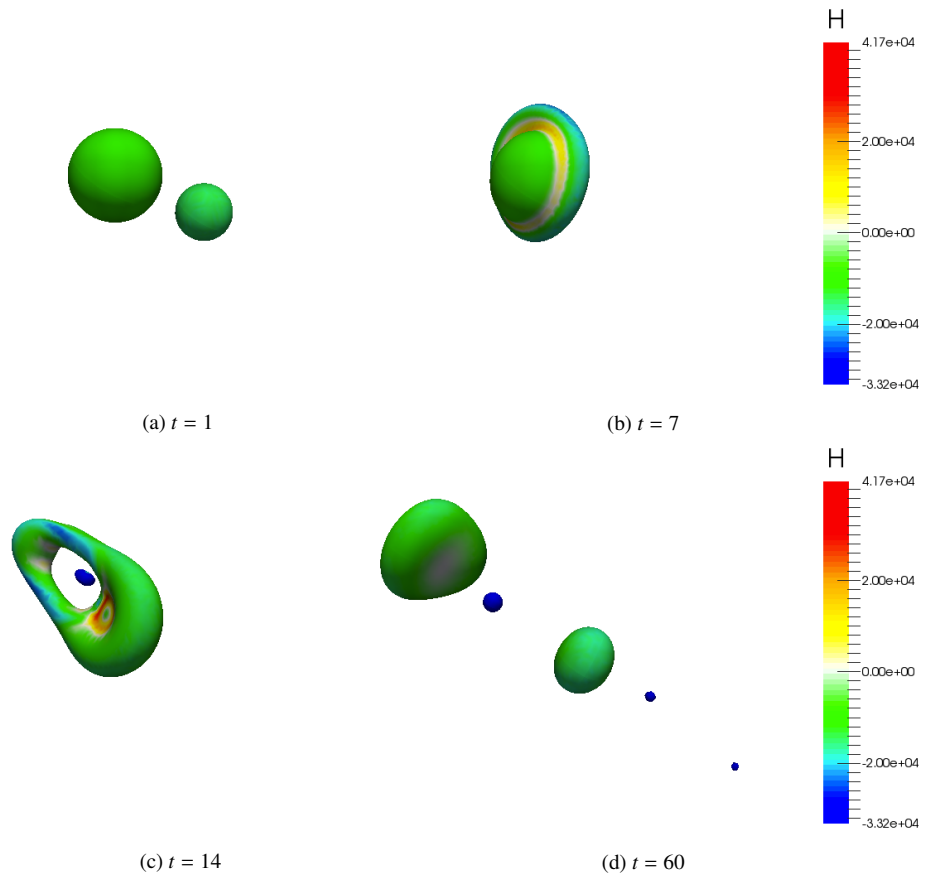 H
4.17e+04
2.00e+04
0.00e+00
-2.00e+04
-3.32e+04
(a) t = 1
(b) t = 7
H
4.17e+04
2.00e+04
0.00e+00
-2.00e+04
-3.32e+04
(c) t = 14
(d) t = 60